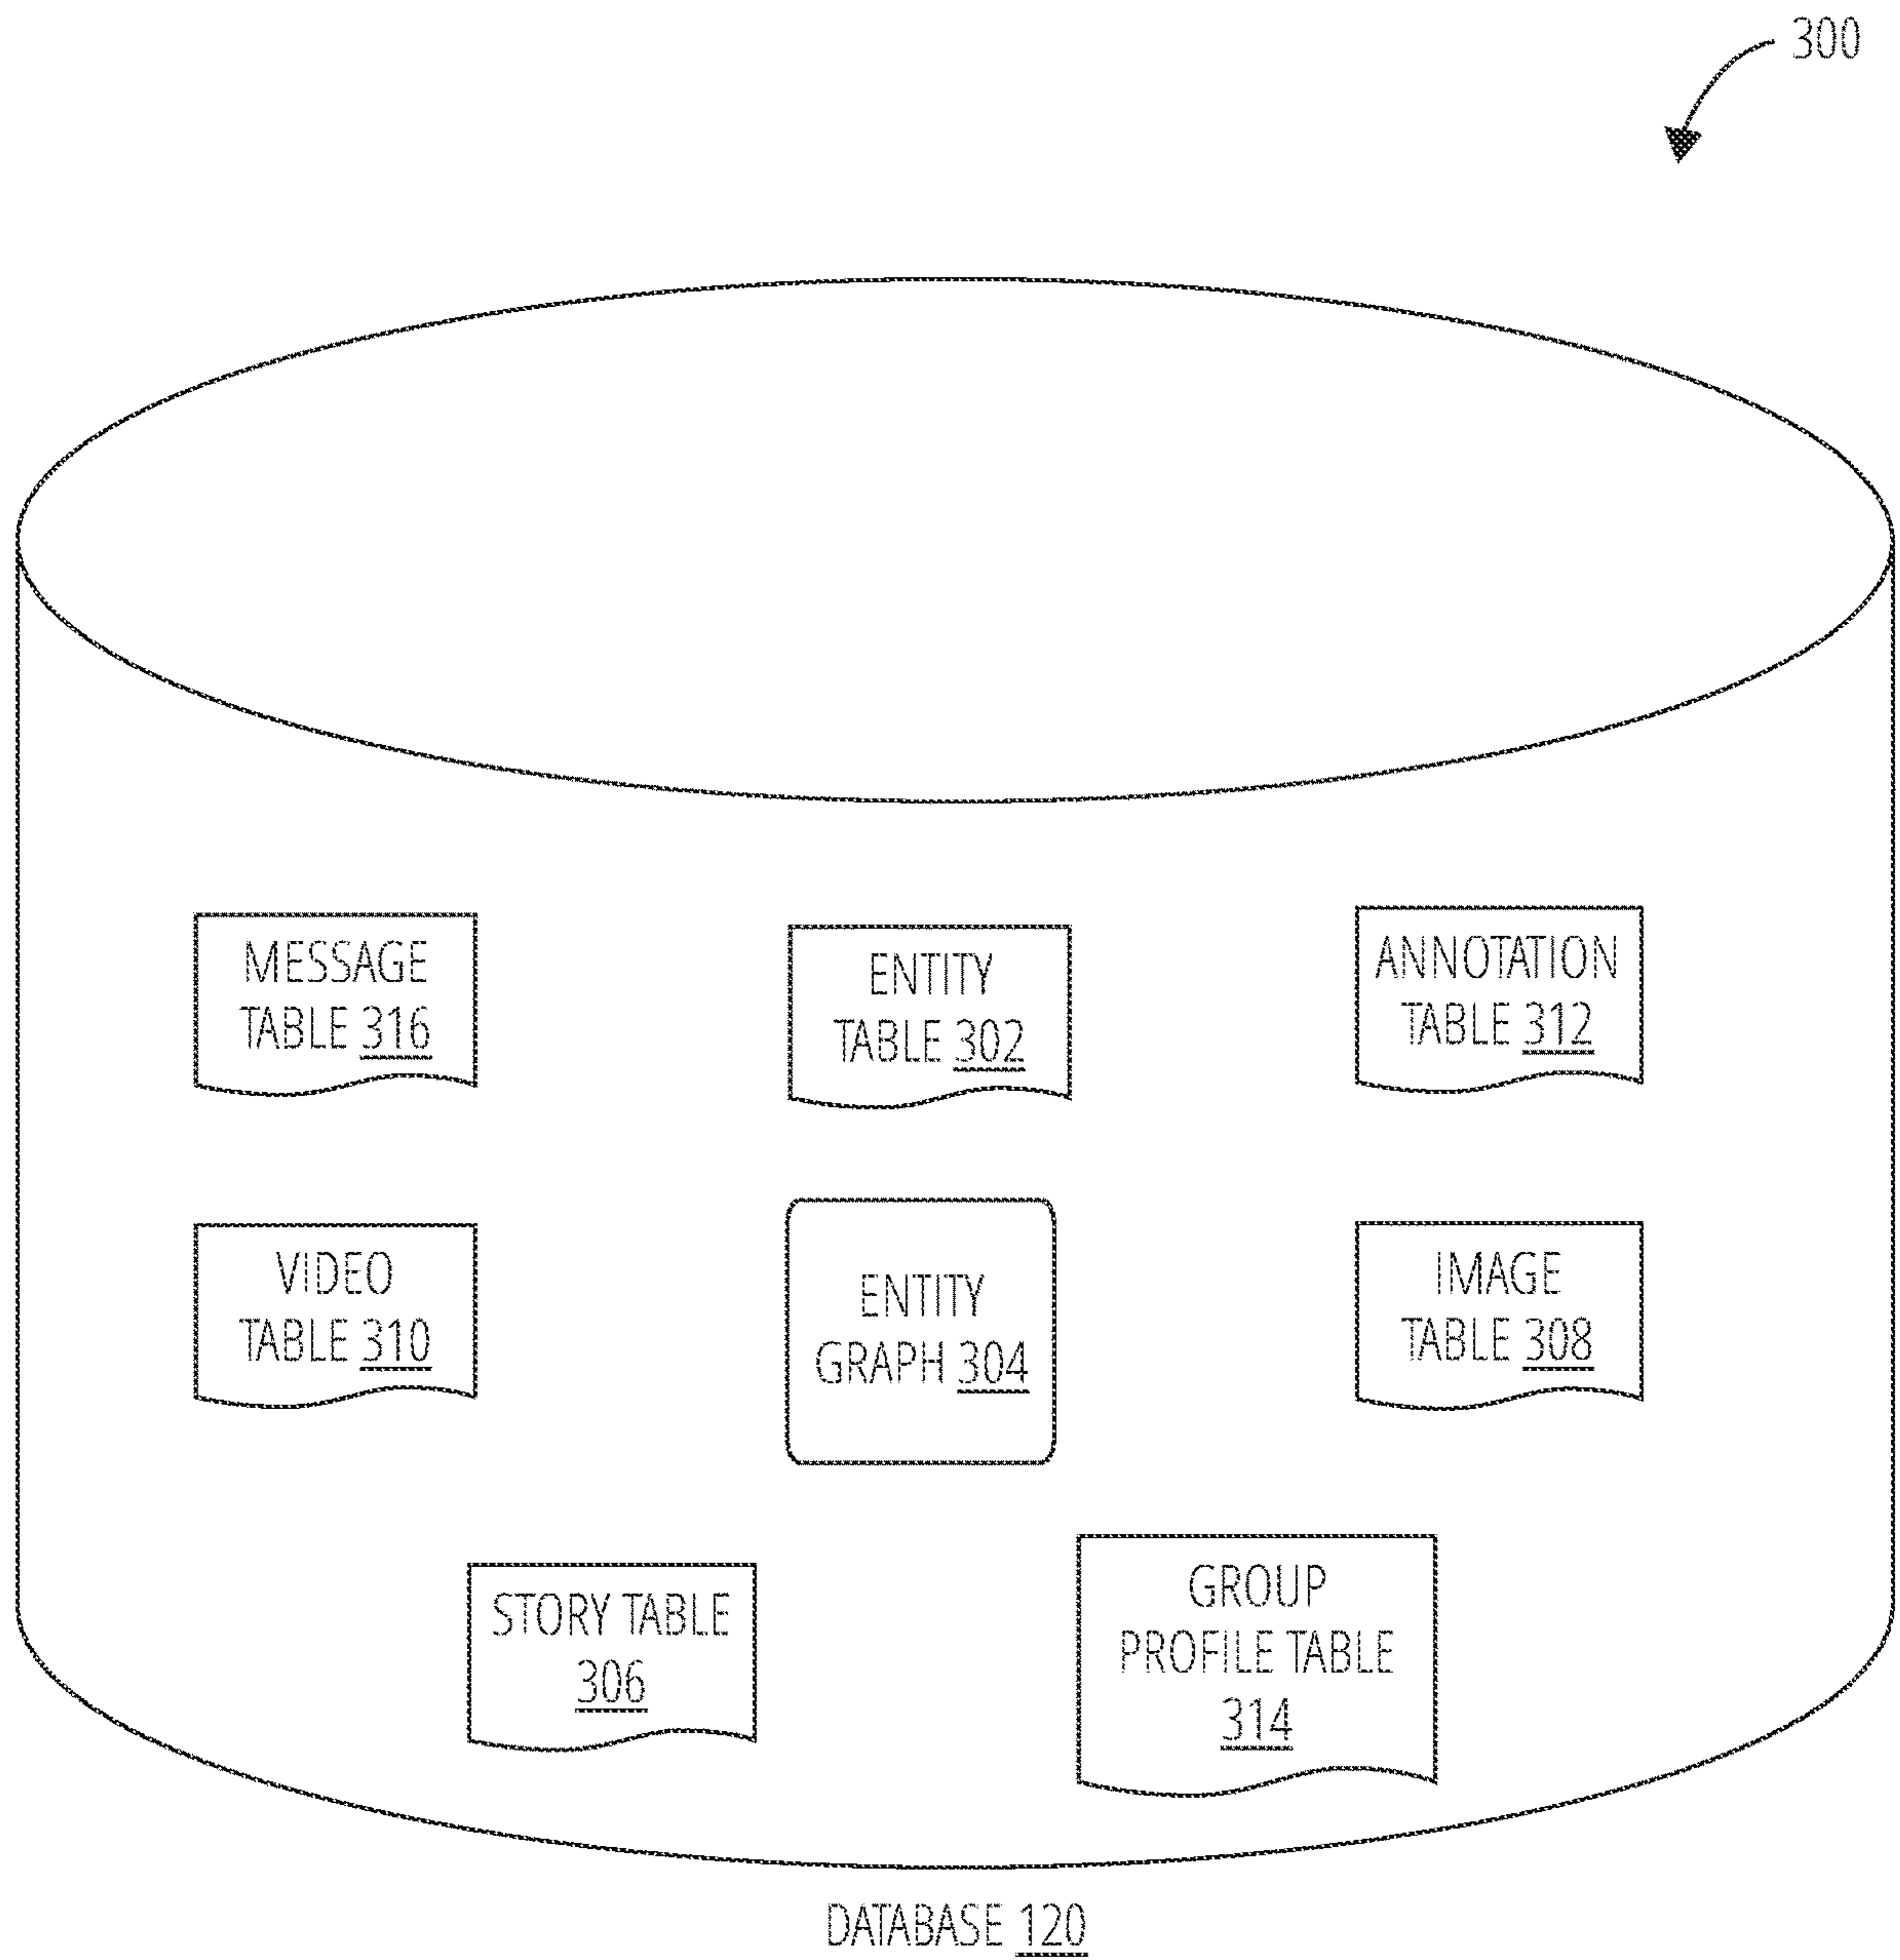 300
MESSAGE
TABLE 316
ENTITY
TABLE 302
ANNOTATION
TABLE 312
VIDEO
TABLE 310
ENTITY
GRAPH 304
IMAGE
TABLE 308
STORY TABLE
306
GROUP
PROFILE TABLE
314
DATABASE 120